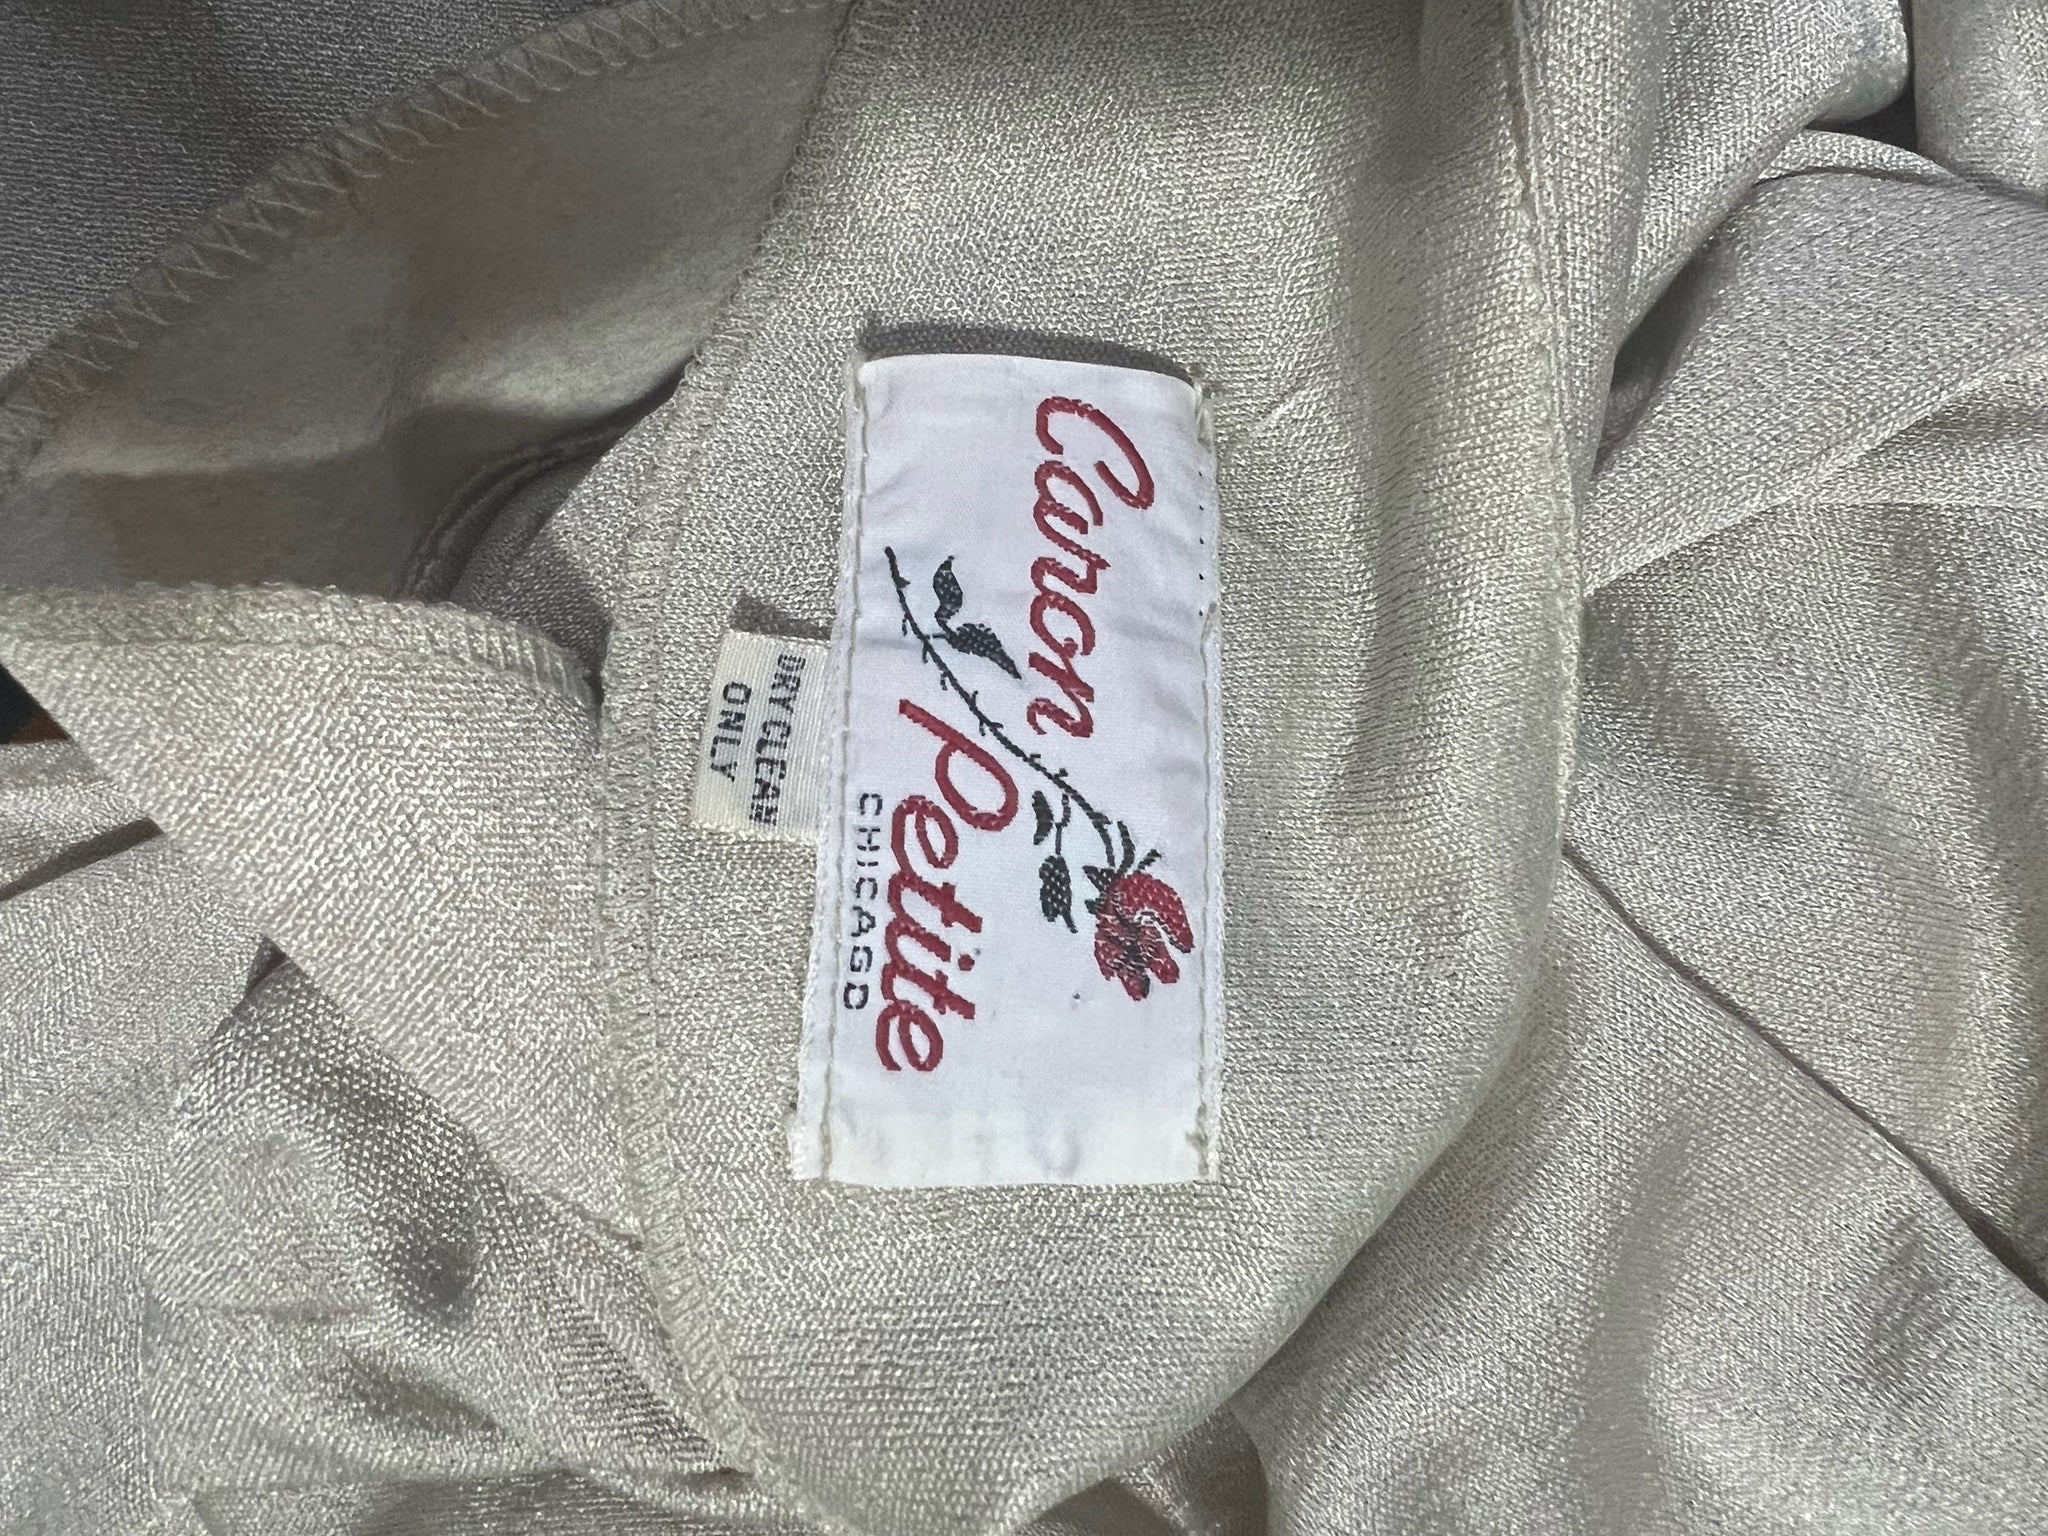 Caron
Petite
CHICAGO
DRY CLEAN
ONLY